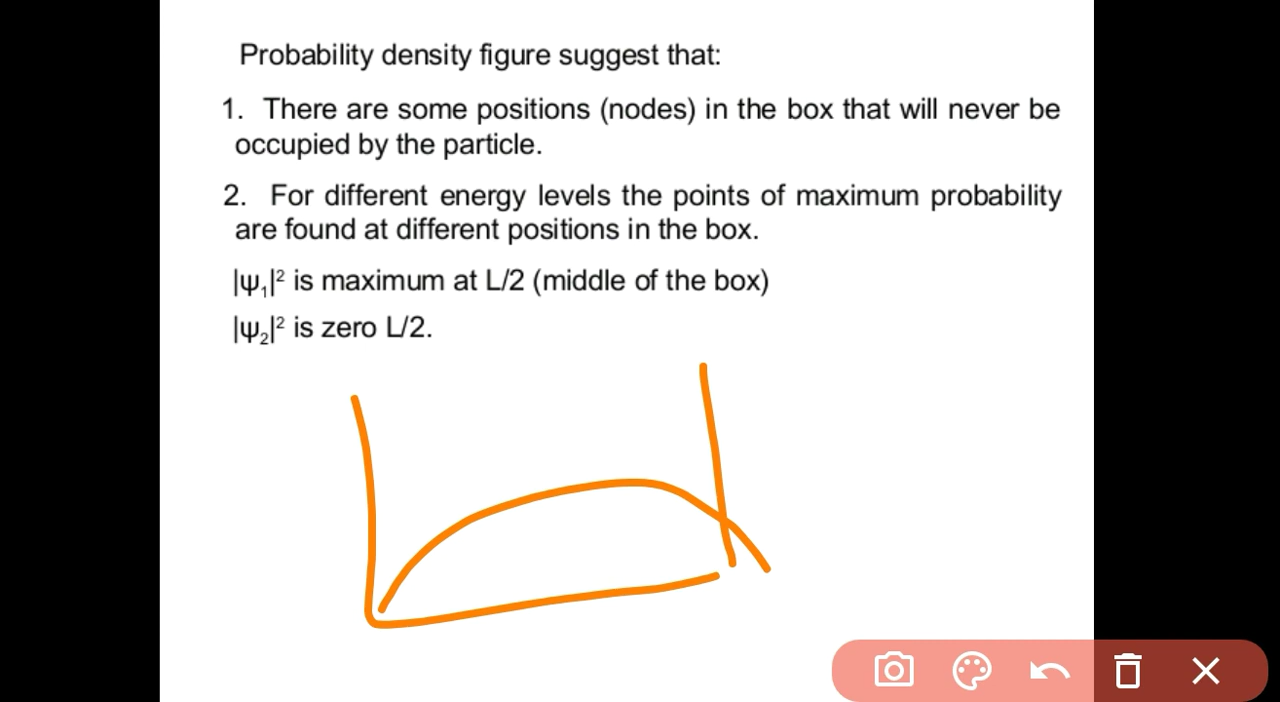 Probability density figure suggest that:
1. There are some positions (nodes) in the box that will never be
occupied by the particle.
2. For different energy levels the points of maximum probability
are found at different positions in the box.
|ψ₁|² is maximum at L/2 (middle of the box)
|ψ₂|² is zero L/2.